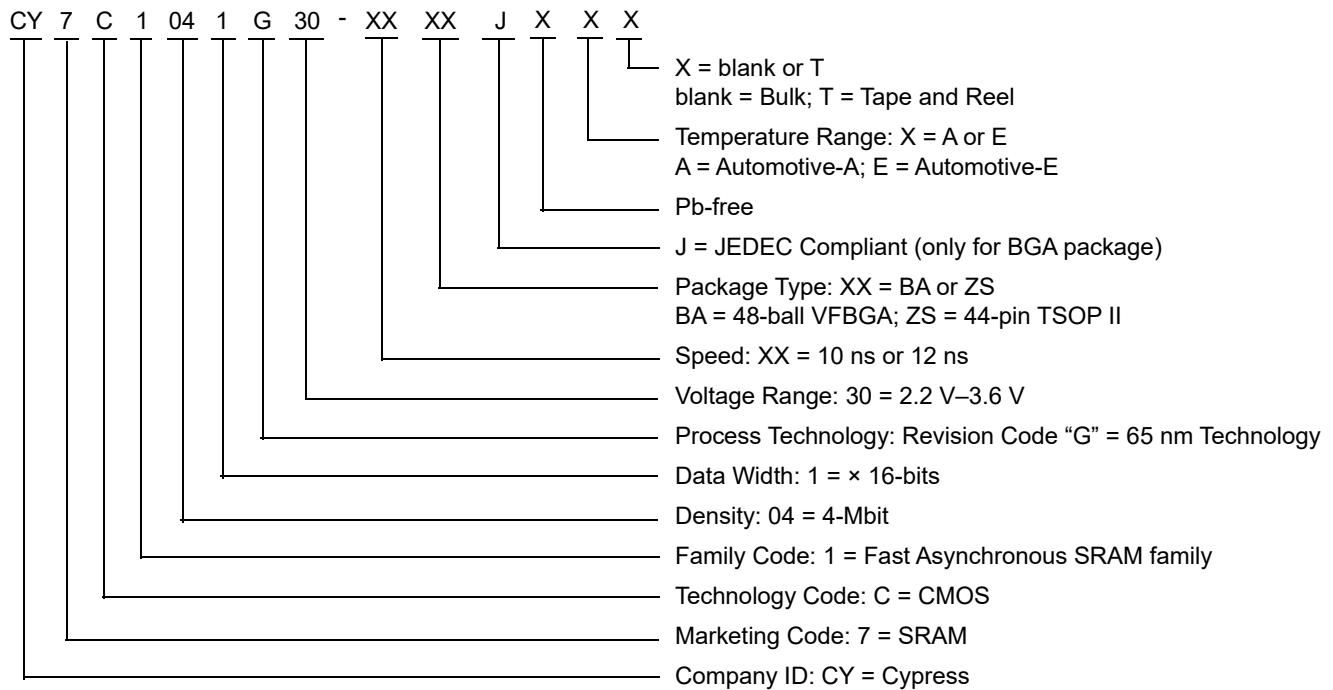 CY 7 C 1 04 1 G 30 - XX XX J X X X
X = blank or T
blank = Bulk; T = Tape and Reel
Temperature Range: X = A or E
A = Automotive-A; E = Automotive-E
Pb-free
J = JEDEC Compliant (only for BGA package)
Package Type: XX = BA or ZS
BA = 48-ball VFBGA; ZS = 44-pin TSOP II
Speed: XX = 10 ns or 12 ns
Voltage Range: 30 = 2.2 V–3.6 V
Process Technology: Revision Code “G” = 65 nm Technology
Data Width: 1 = × 16-bits
Density: 04 = 4-Mbit
Family Code: 1 = Fast Asynchronous SRAM family
Technology Code: C = CMOS
Marketing Code: 7 = SRAM
Company ID: CY = Cypress